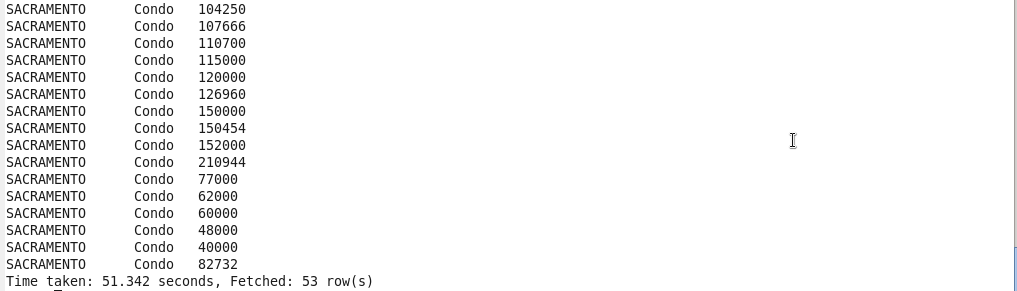 SACRAMENTO Condo 104250
SACRAMENTO Condo 107666
SACRAMENTO Condo 110700
SACRAMENTO Condo 115000
SACRAMENTO Condo 120000
SACRAMENTO Condo 126960
SACRAMENTO Condo 150000
SACRAMENTO Condo 150454
SACRAMENTO Condo 152000
SACRAMENTO Condo 210944
SACRAMENTO Condo 77000
SACRAMENTO Condo 62000
SACRAMENTO Condo 60000
SACRAMENTO Condo 48000
SACRAMENTO Condo 40000
SACRAMENTO Condo 82732
Time taken: 51.342 seconds, Fetched: 53 row(s)